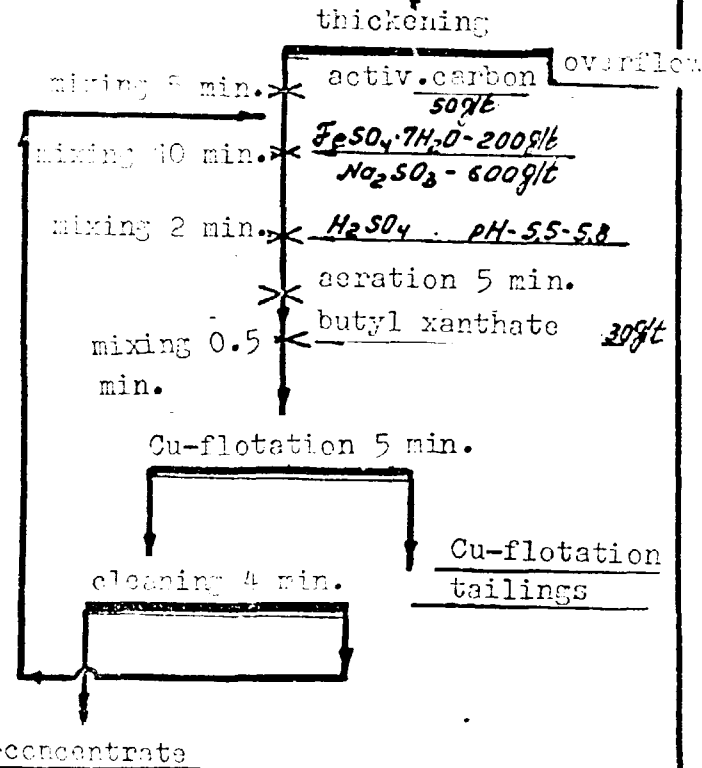 thickening
overflow
mixing min. activ.carbon
50g/t
mixing 10 min. FeSO4·7H2O-200g/t
Na2SO3-600g/t
mixing 2 min. H2SO4 . pH-5,5-5,8
aeration 5 min.
butyl xanthate 30g/t
mixing 0.5
min.
Cu-flotation 5 min.
Cu-flotation
tailings
cleaning 4 min.
-concentrate